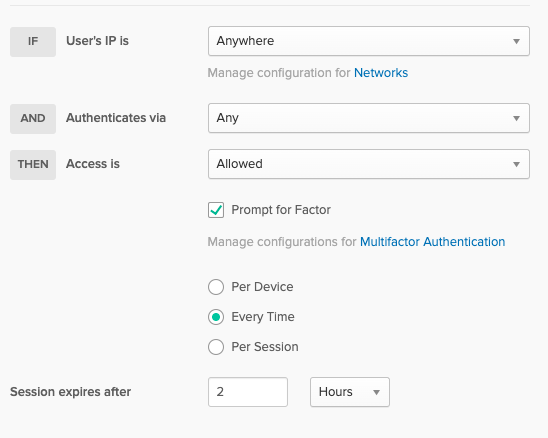 IF User's IP is Anywhere
Manage configuration for Networks
AND Authenticates via Any
THEN Access is Allowed
Prompt for Factor
Manage configurations for Multifactor Authentication
Per Device
Every Time
Per Session
Session expires after 2 Hours